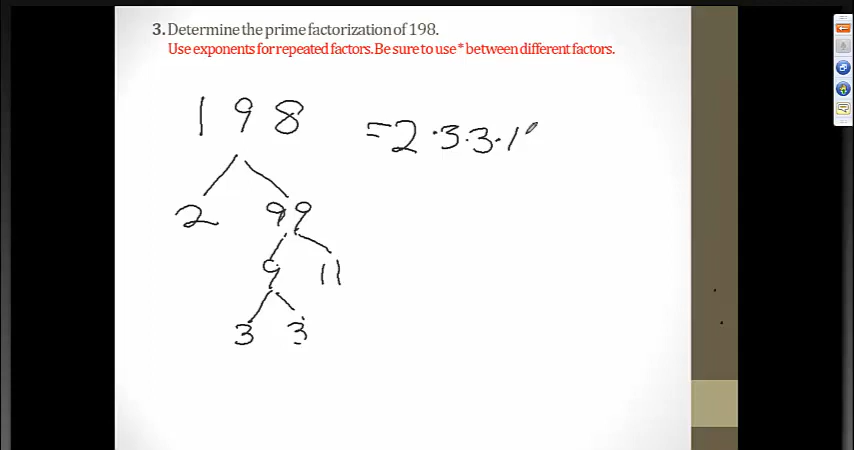 3. Determine the prime factorization of 198.
Use exponents for repeated factors. Be sure to use * between different factors.
198
=2·3·3·1
2 99
9 11
3 3